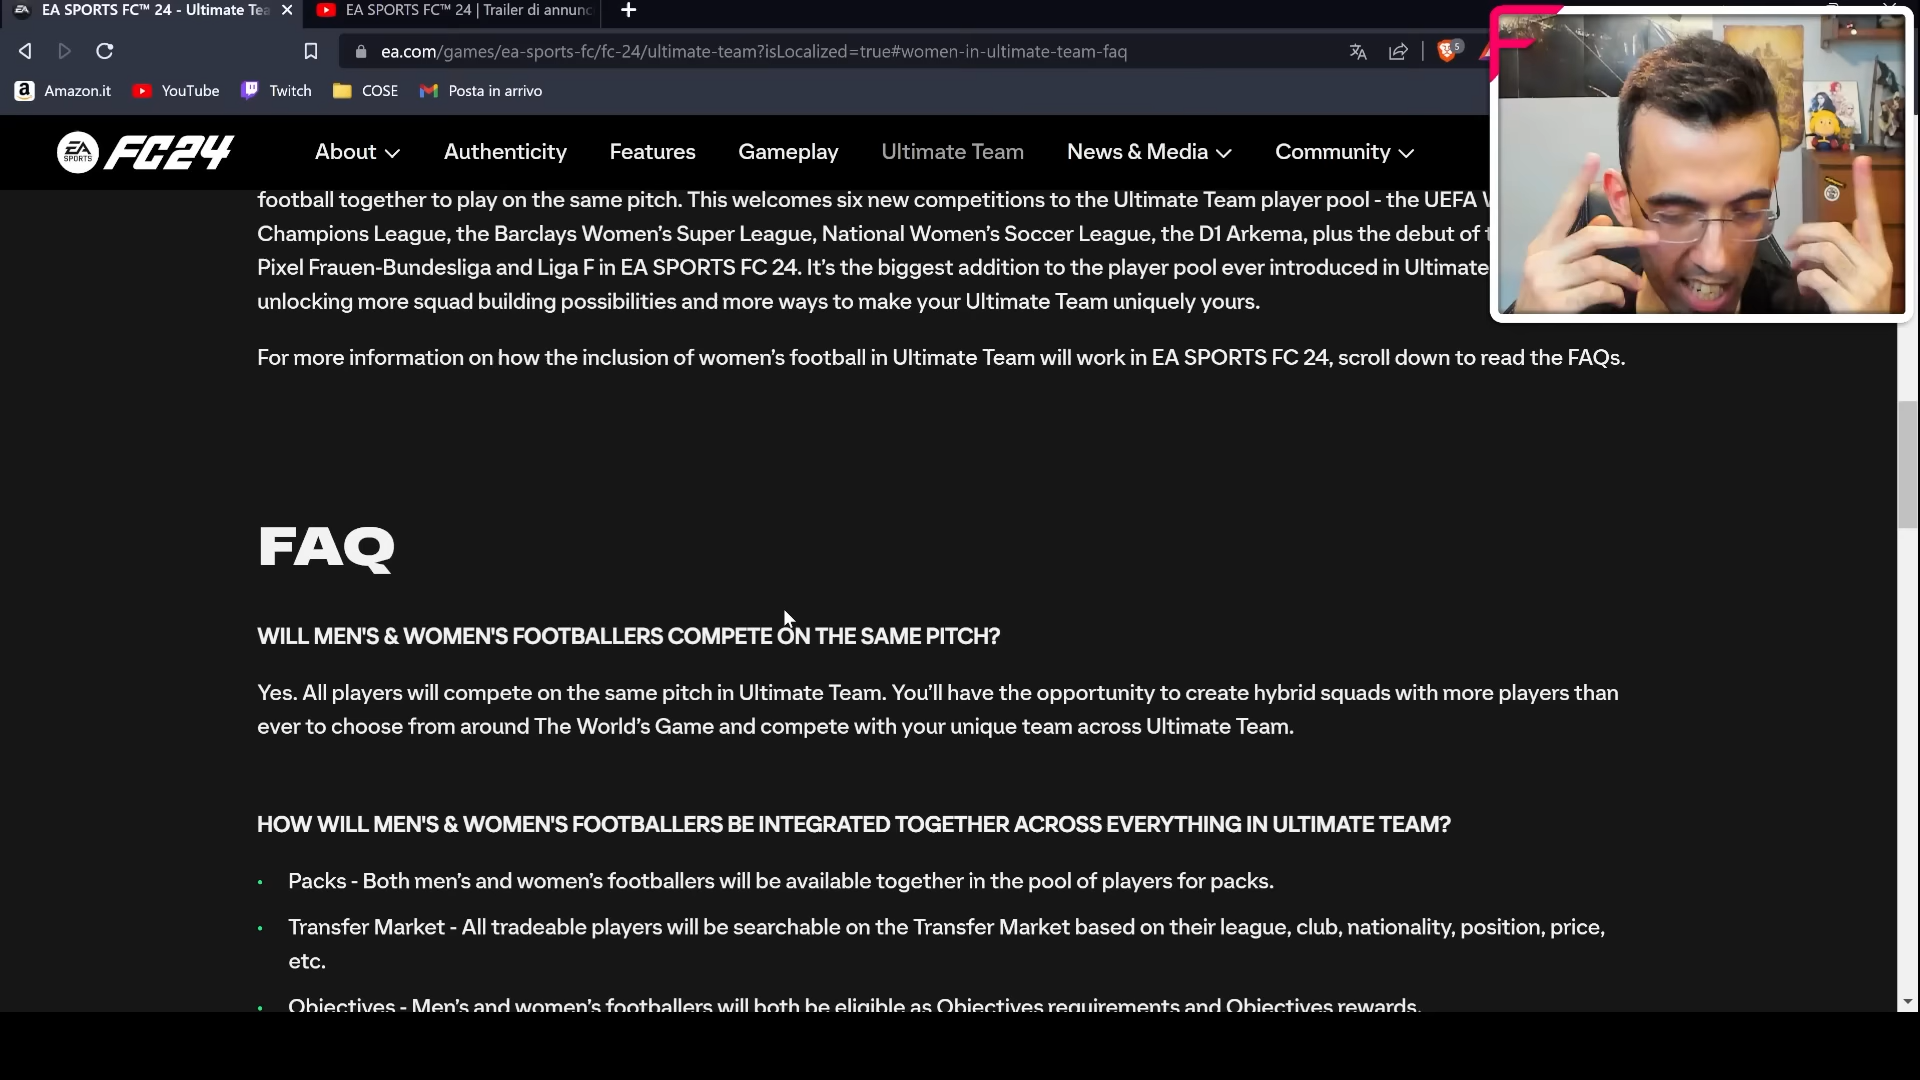 EA SPORTS FC™ 24 - Ultimate Tea
EA SPORTS FC™ 24 | Trailer di annunc
ea.com/games/ea-sports-fc/fc-24/ultimate-team?isLocalized=true#women-in-ultimate-team-faq
5
Amazon.it YouTube Twitch COSE Posta in arrivo
EA SPORTS FC24 About Authenticity Features Gameplay Ultimate Team News & Media Community
football together to play on the same pitch. This welcomes six new competitions to the Ultimate Team player pool - the UEFA W
Champions League, the Barclays Women's Super League, National Women's Soccer League, the D1 Arkema, plus the debut of t
Pixel Frauen-Bundesliga and Liga F in EA SPORTS FC 24. It's the biggest addition to the player pool ever introduced in Ultimate
unlocking more squad building possibilities and more ways to make your Ultimate Team uniquely yours.
For more information on how the inclusion of women's football in Ultimate Team will work in EA SPORTS FC 24, scroll down to read the FAQs.
FAQ
WILL MEN'S & WOMEN'S FOOTBALLERS COMPETE ON THE SAME PITCH?
Yes. All players will compete on the same pitch in Ultimate Team. You'll have the opportunity to create hybrid squads with more players than
ever to choose from around The World's Game and compete with your unique team across Ultimate Team.
HOW WILL MEN'S & WOMEN'S FOOTBALLERS BE INTEGRATED TOGETHER ACROSS EVERYTHING IN ULTIMATE TEAM?
• Packs - Both men's and women's footballers will be available together in the pool of players for packs.
• Transfer Market - All tradeable players will be searchable on the Transfer Market based on their league, club, nationality, position, price,
etc.
• Objectives - Men's and women's footballers will both be eligible as Objectives requirements and Objectives rewards.